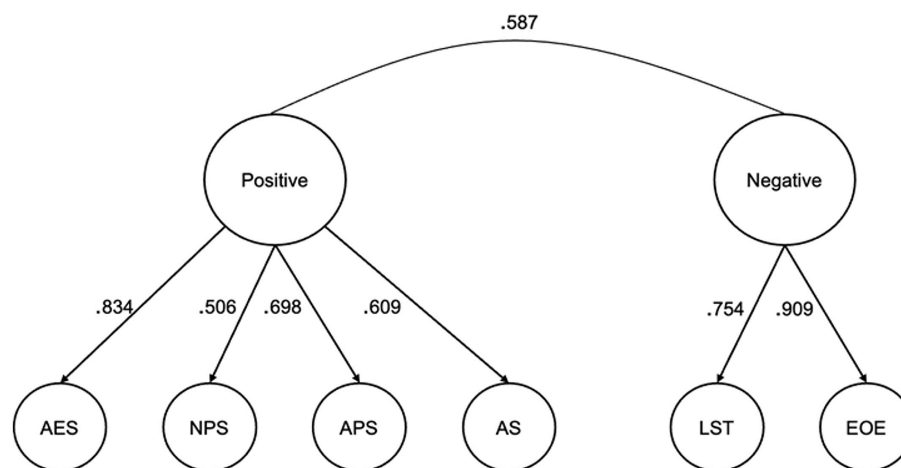 .587
Positive
Negative
.834
.506
.698
.609
.754
.909
AES
NPS
APS
AS
LST
EOE